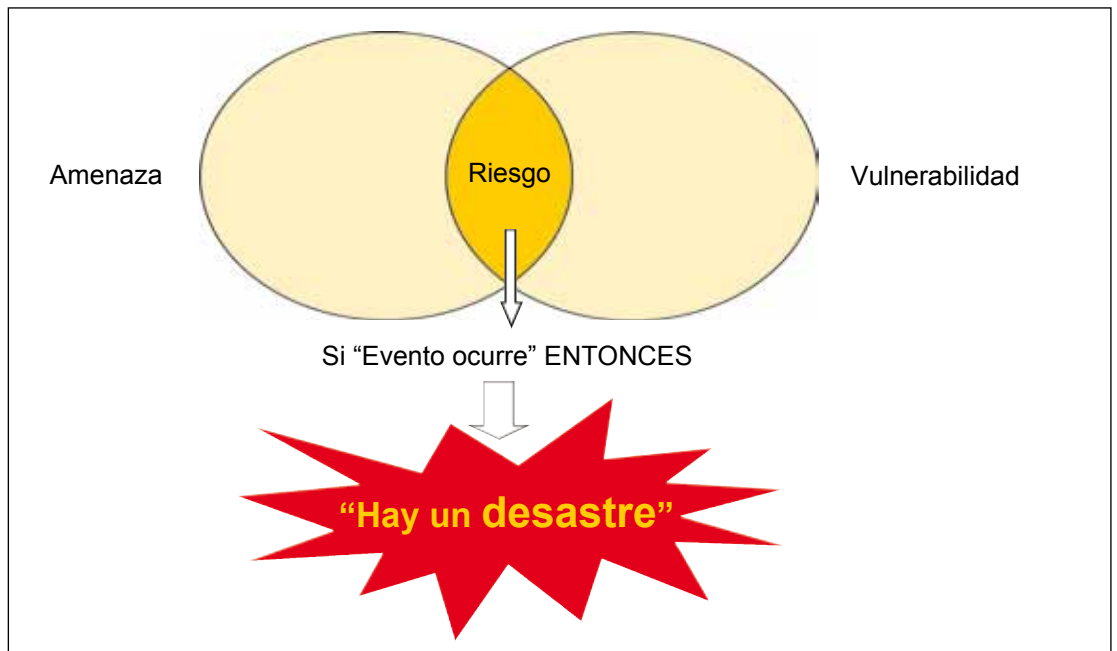 Amenaza
Riesgo
Vulnerabilidad
Si “Evento ocurre” ENTONCES
“Hay un desastre”